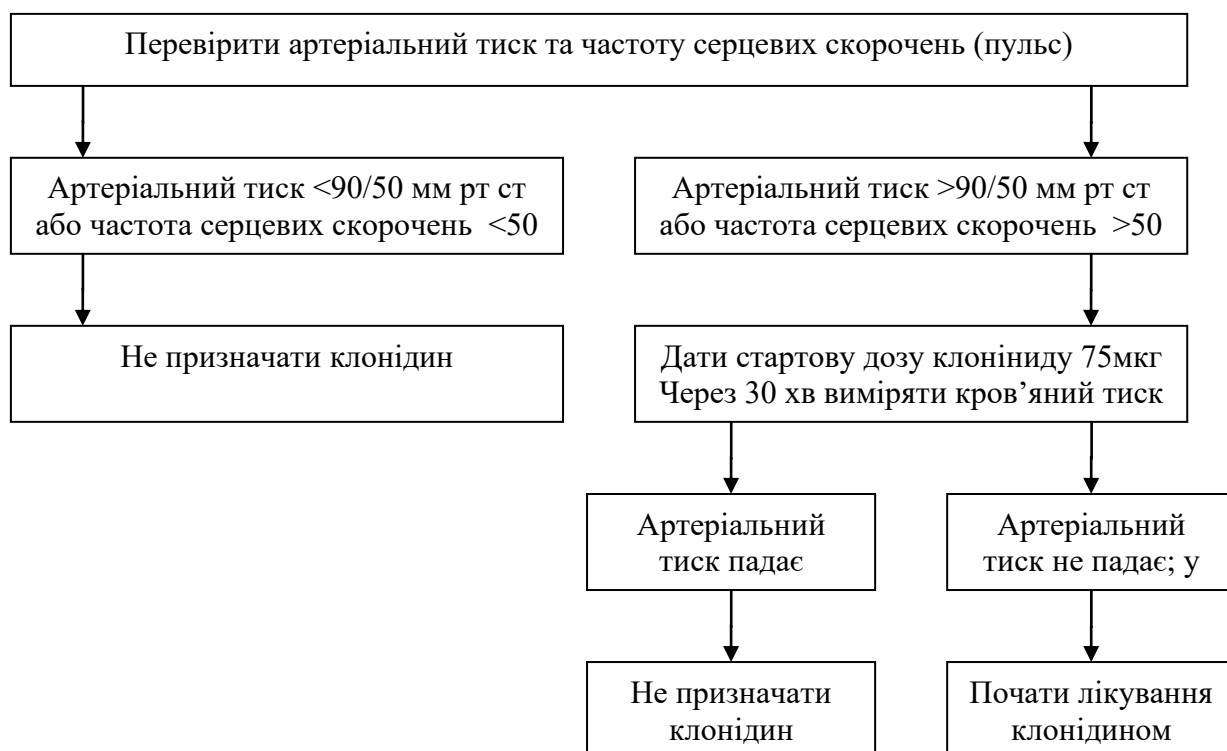 Перевірити артеріальний тиск та частоту серцевих скорочень (пульс)
Артеріальний тиск <90/50 мм рт ст
або частота серцевих скорочень <50
Артеріальний тиск >90/50 мм рт ст
або частота серцевих скорочень >50
Не призначати клонідин
Дати стартову дозу клоніниду 75мкг
Через 30 хв виміряти кров’яний тиск
Артеріальний
тиск падає
Артеріальний
тиск не падає; у
Не призначати
клонідин
Почати лікування
клонідином